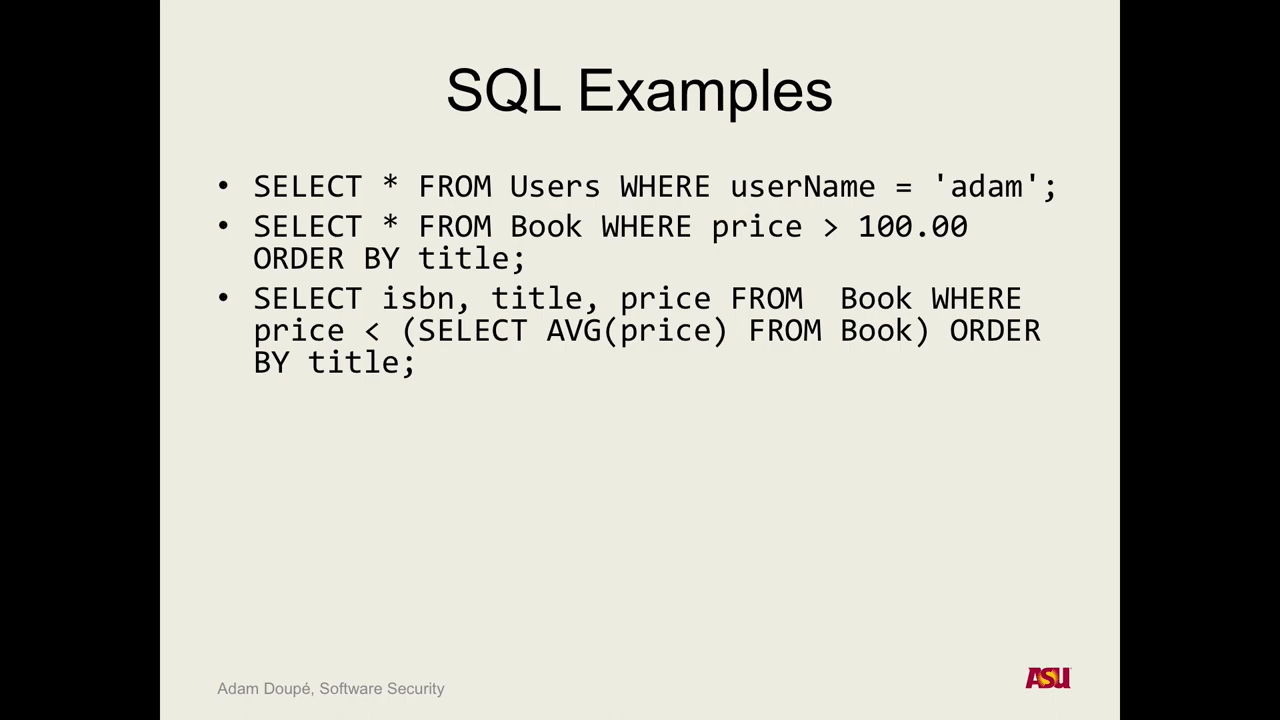 SQL Examples
• SELECT * FROM Users WHERE userName = 'adam';
• SELECT * FROM Book WHERE price > 100.00
ORDER BY title;
• SELECT isbn, title, price FROM  Book WHERE
price < (SELECT AVG(price) FROM Book) ORDER
BY title;
Adam Doupé, Software Security
ASU